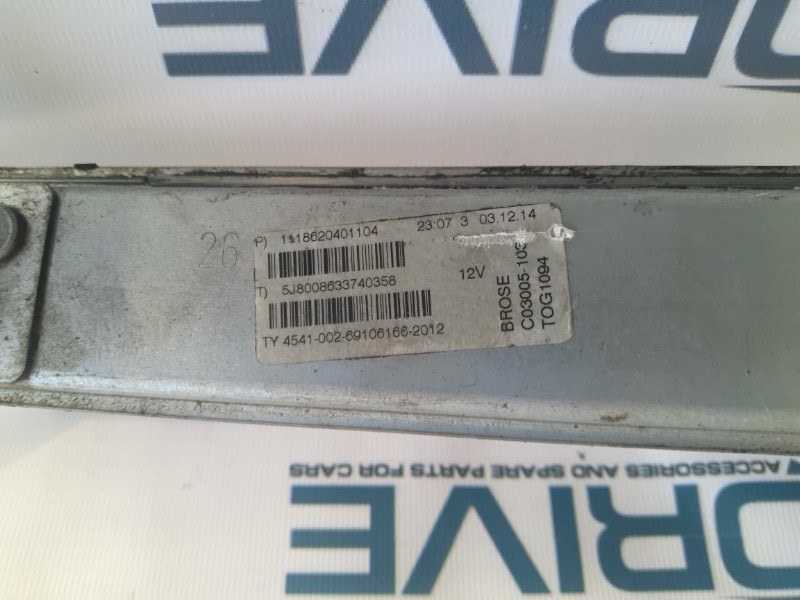 DRIVE
26
P) 1118620401104 23:07 3 03.12.14
T) 5J8008633740358
12V
TY 4541-002-69106166-2012
BROSE
C03005-103
TOG1094
ACCESSORIES AND SPARE PARTS FOR CARS
DRIVE